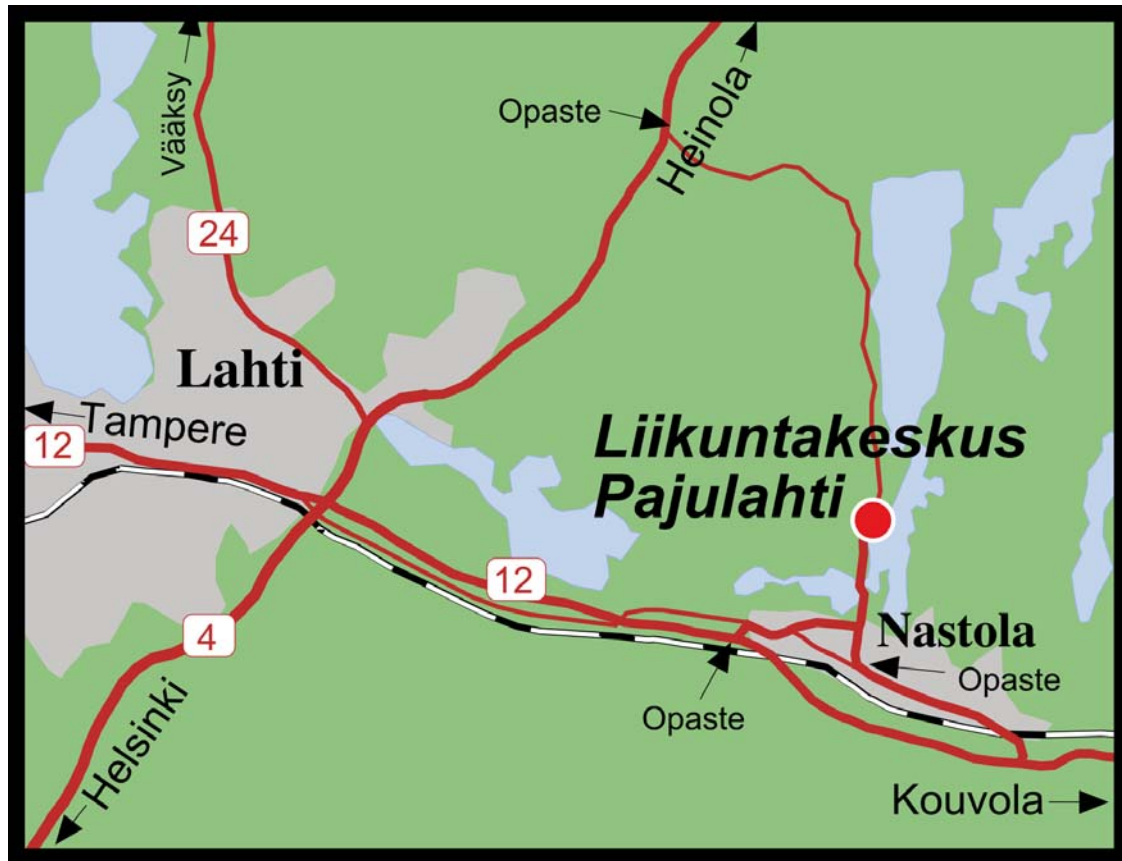 Vääksy
Opaste
Heinola
24
Lahti
Tampere
12
Liikuntakeskus
Pajulahti
12
4
Nastola
Opaste
Opaste
Helsinki
Kouvola